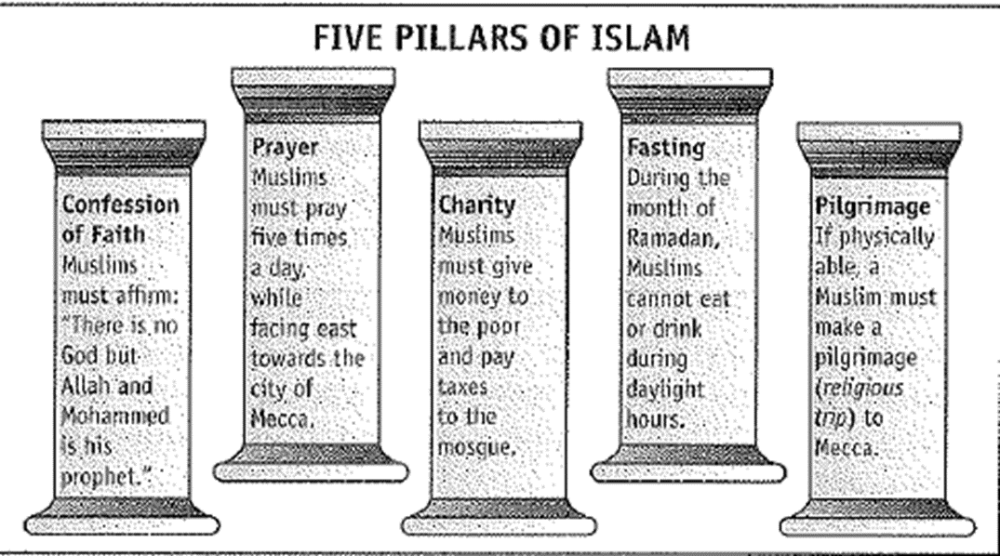 FIVE PILLARS OF ISLAM
Confession
of Faith
Muslims
must affirm:
"There is no
God but
Allah and
Mohammed
is his
prophet."
Prayer
Muslims
must pray
five times
a day,
while
facing east
towards the
city of
Mecca.
Charity
Muslims
must give
money to
the poor
and pay
taxes
to the
mosque.
Fasting
During the
month of
Ramadan,
Muslims
cannot eat
or drink
during
daylight
hours.
Pilgrimage
If physically
able, a
Muslim must
make a
pilgrimage
(religious
trip) to
Mecca.